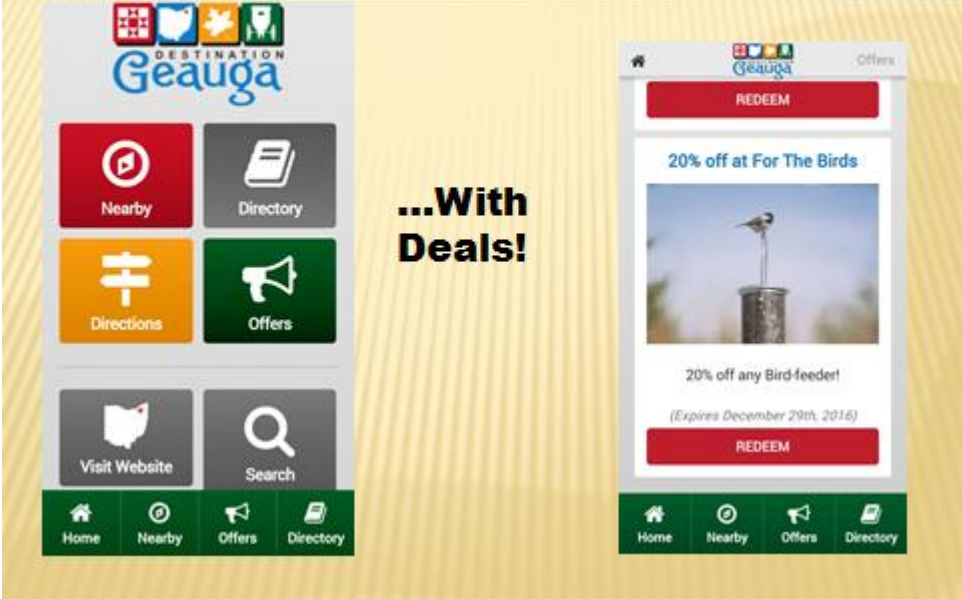 DESTINATION
Geauga
Nearby
Directory
Directions
Offers
Visit Website
Search
Home
Nearby
Offers
Directory
...With
Deals!
DESTINATION
Geauga
Offers
REDEEM
20% off at For The Birds
20% off any Bird-feeder!
(Expires December 29th, 2016)
REDEEM
Home
Nearby
Offers
Directory